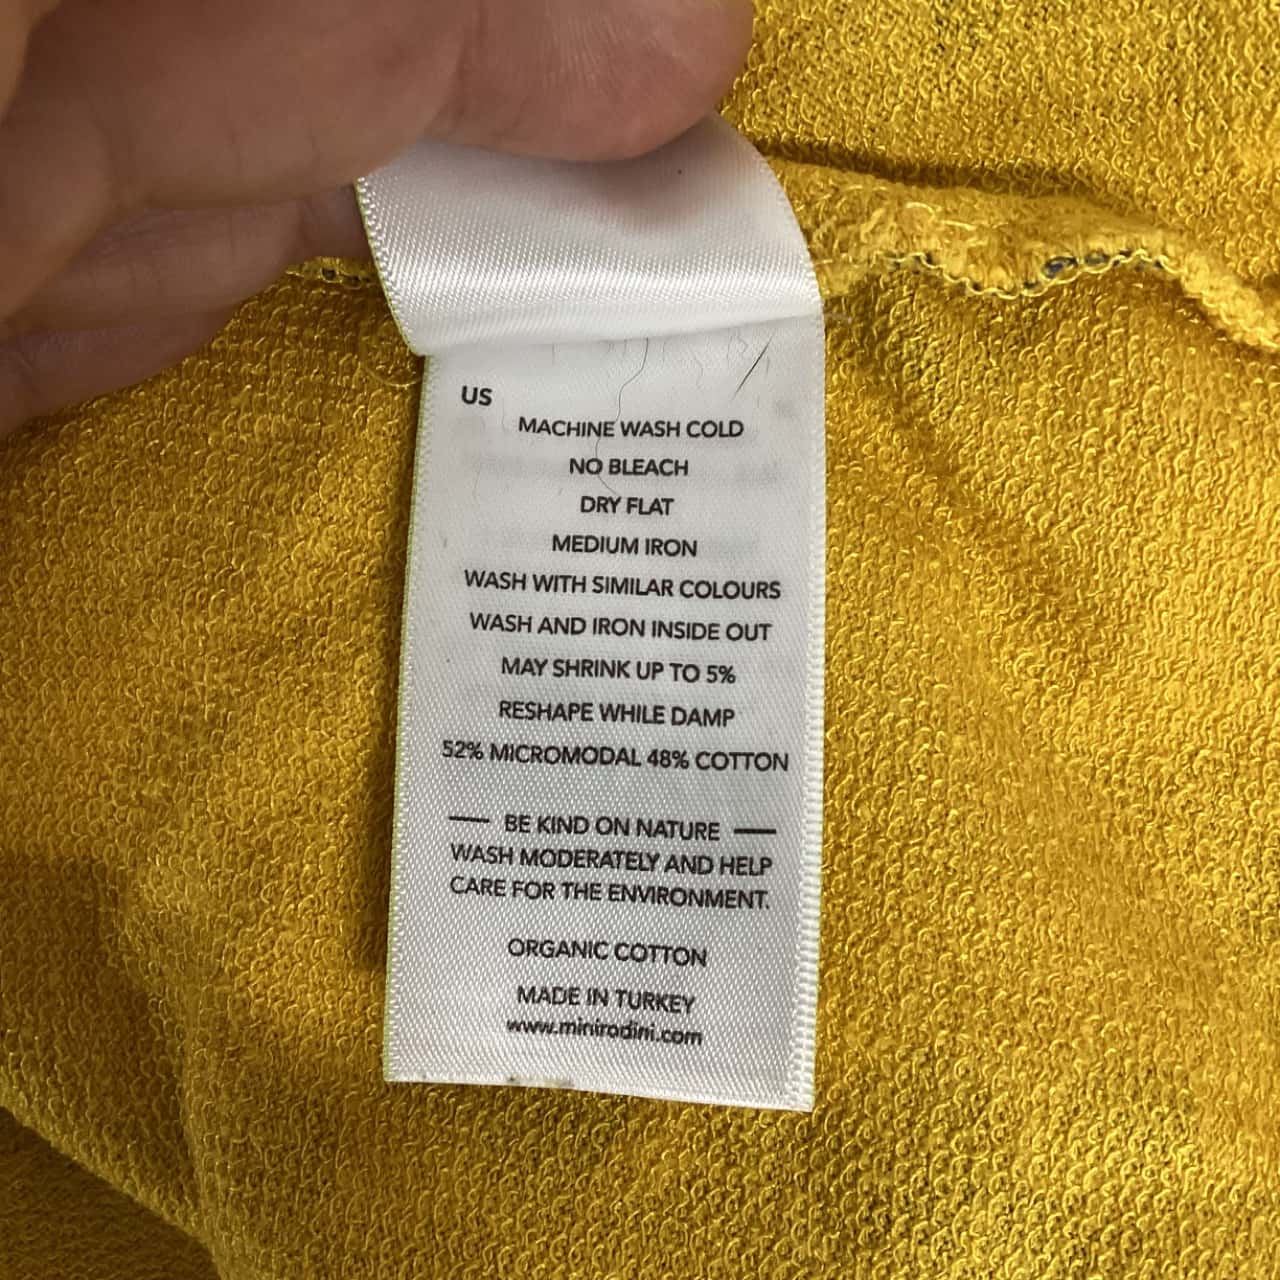 US
MACHINE WASH COLD
NO BLEACH
DRY FLAT
MEDIUM IRON
WASH WITH SIMILAR COLOURS
WASH AND IRON INSIDE OUT
MAY SHRINK UP TO 5%
RESHAPE WHILE DAMP
52% MICROMODAL 48% COTTON
BE KIND ON NATURE
WASH MODERATELY AND HELP
CARE FOR THE ENVIRONMENT.
ORGANIC COTTON
MADE IN TURKEY
www.minirodini.com